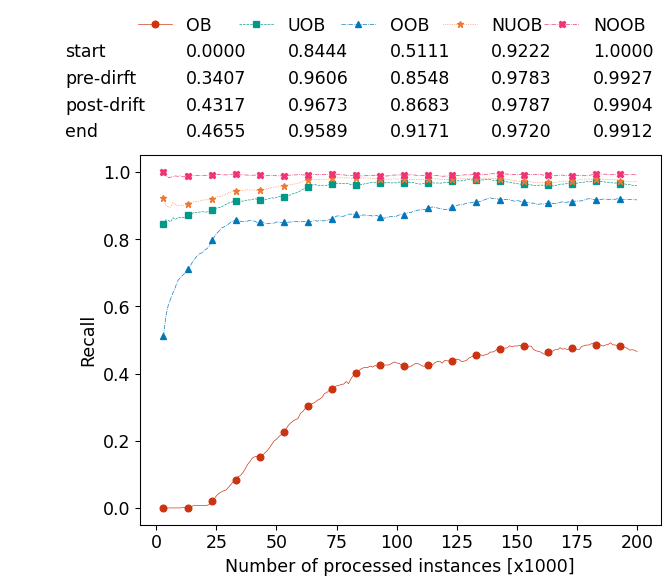 OB UOB OOB NUOB NOOB
start 0.0000 0.8444 0.5111 0.9222 1.0000
pre-dirft 0.3407 0.9606 0.8548 0.9783 0.9927
post-drift 0.4317 0.9673 0.8683 0.9787 0.9904
end 0.4655 0.9589 0.9171 0.9720 0.9912
1.0
0.8
0.6
0.4
0.2
0.0
Recall
0 25 50 75 100 125 150 175 200
Number of processed instances [x1000]